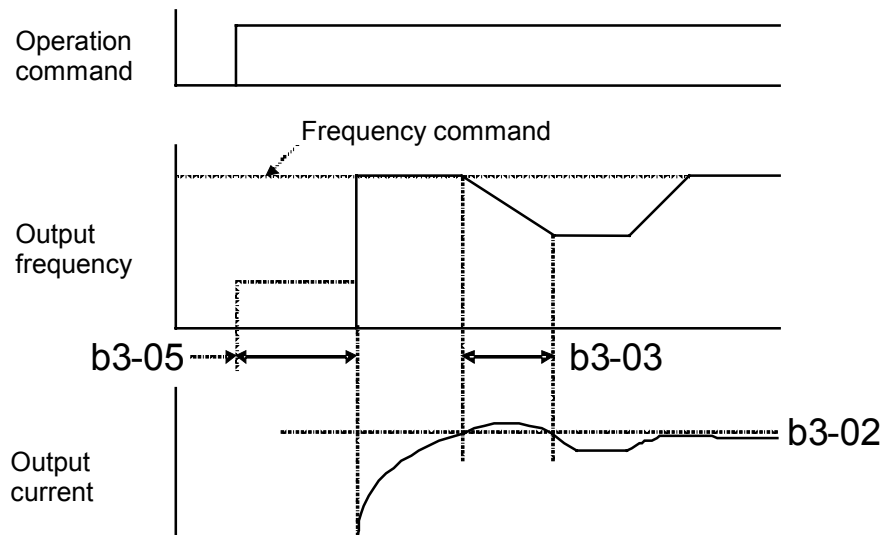 Operation
command
Frequency command
Output
frequency
b3-05
b3-03
b3-02
Output
current